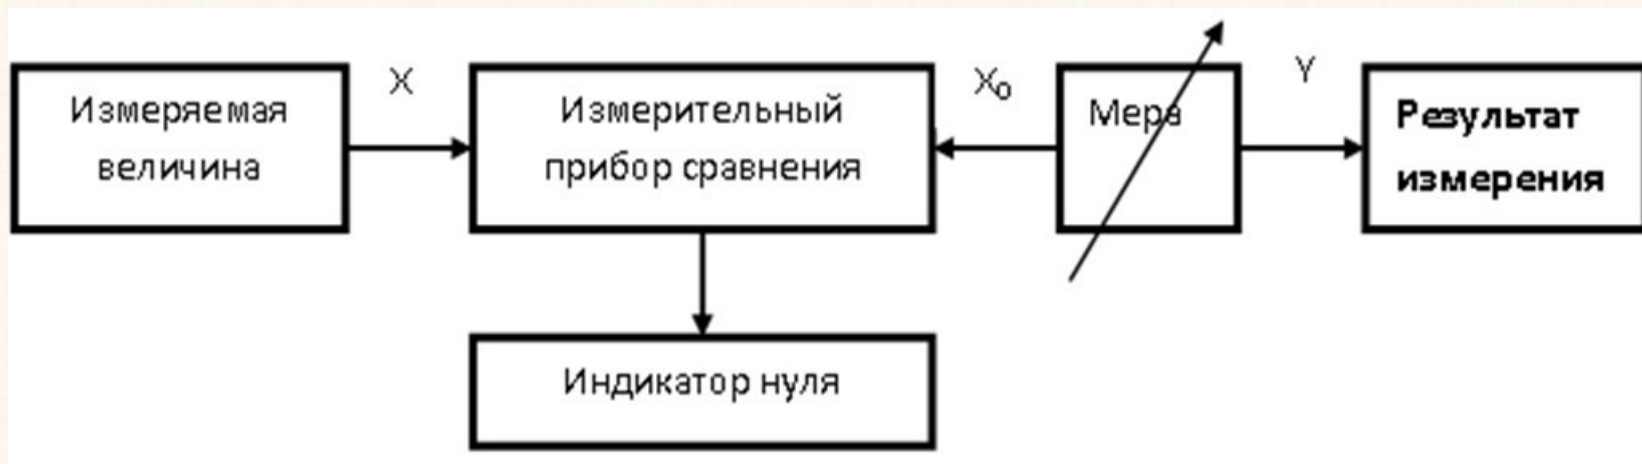 Измеряемая
величина
X
Измерительный
прибор сравнения
X₀
Мера
Y
Результат
измерения
Индикатор нуля